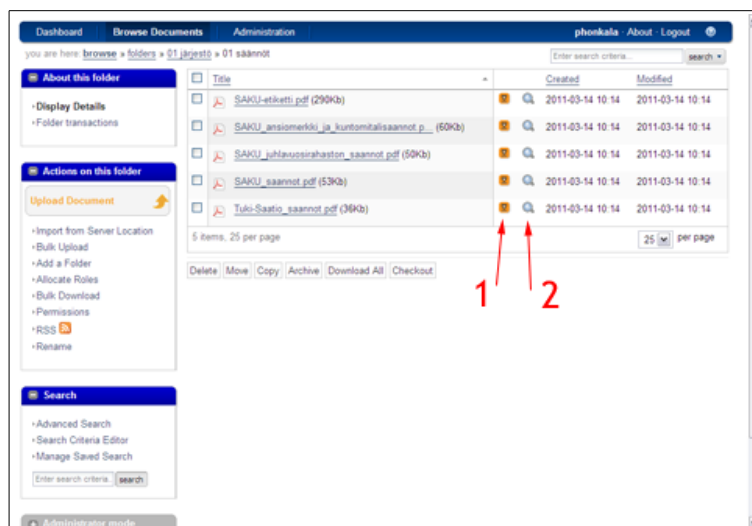 Dashboard Browse Documents Administration phonkala · About · Logout
you are here: browse » folders » 01 järjestö » 01 säännöt
Enter search criteria... search
About this folder
Display Details
Folder transactions
Actions on this folder
Upload Document
Import from Server Location
Bulk Upload
Add a Folder
Allocate Roles
Bulk Download
Permissions
RSS
Rename
Search
Advanced Search
Search Criteria Editor
Manage Saved Search
Enter search criteria... search
Administrator mode
Title Created Modified
SAKU-etiketti.pdf (290Kb) 2011-03-14 10:14 2011-03-14 10:14
SAKU_ansiomerkki_ja_kuntomitalisaannot.p... (60Kb) 2011-03-14 10:14 2011-03-14 10:14
SAKU_juhlavuosirahaston_saannot.pdf (50Kb) 2011-03-14 10:14 2011-03-14 10:14
SAKU_saannot.pdf (53Kb) 2011-03-14 10:14 2011-03-14 10:14
Tuki-Saatio_saannot.pdf (36Kb) 2011-03-14 10:14 2011-03-14 10:14
5 items, 25 per page 25 per page
Delete Move Copy Archive Download All Checkout
1 2